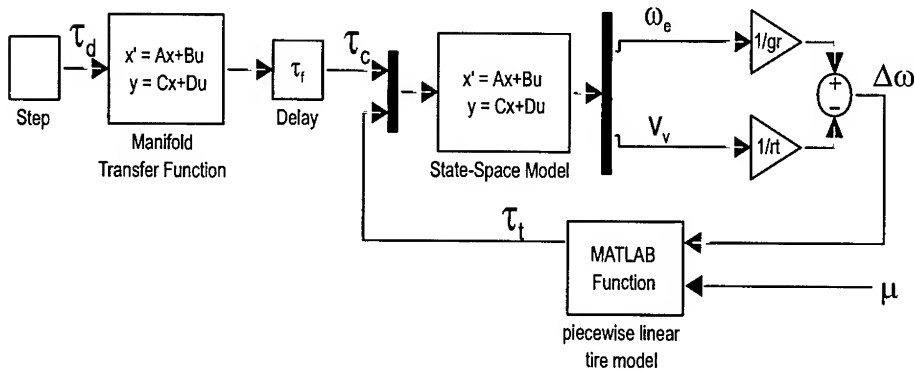 τd
x' = Ax+Bu
y = Cx+Du
τf
τc
x' = Ax+Bu
y = Cx+Du
ωe
1/gr
+
−
Δω
Vv
1/rt
Step
Manifold
Transfer Function
Delay
State-Space Model
τt
MATLAB
Function
μ
piecewise linear
tire model